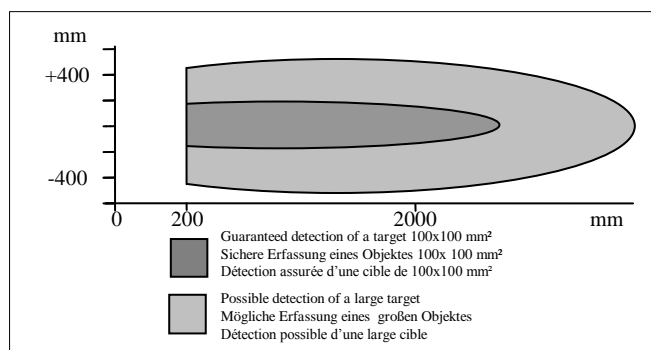 mm
+400
-400
0 200 2000 mm
Guaranteed detection of a target 100x100 mm²
Sichere Erfassung eines Objektes 100x 100 mm²
Détection assurée d’une cible de 100x100 mm²
Possible detection of a large target
Mögliche Erfassung eines großen Objektes
Détection possible d’une large cible